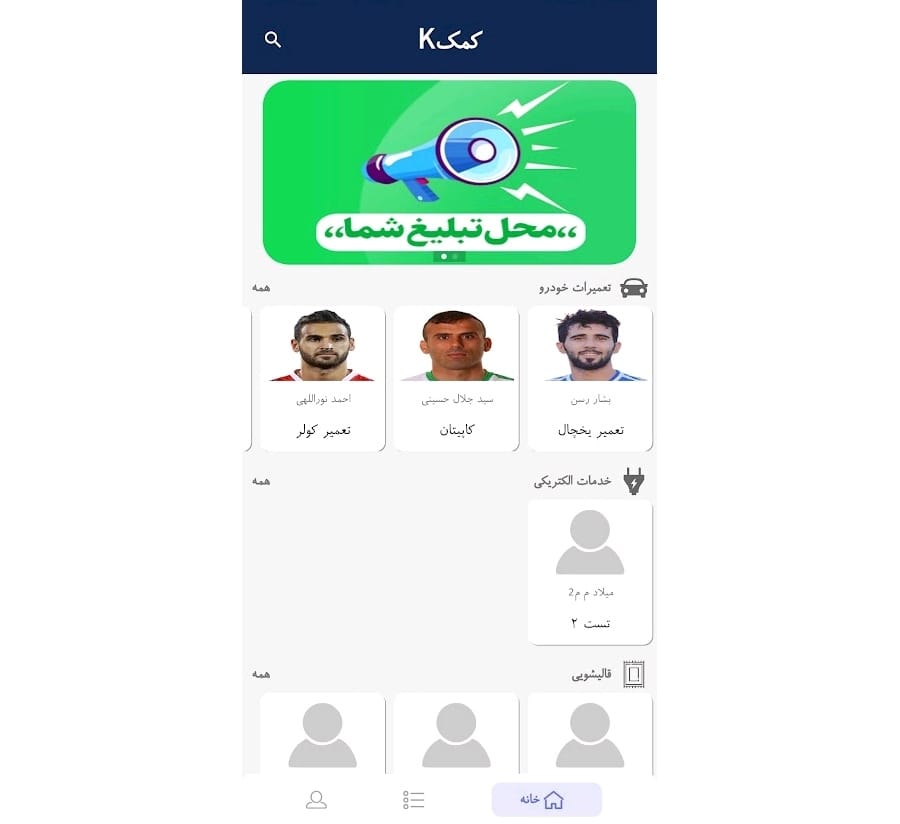 کمکK
,,محل تبلیغ شما,,
تعمیرات خودرو
همه
بشار رسن
سید جلال حسینی
احمد نوراللهی
تعمیر یخچال
کاپیتان
تعمیر کولر
خدمات الکتریکی
همه
میلاد م م2
تست ۲
قالیشویی
همه
خانه